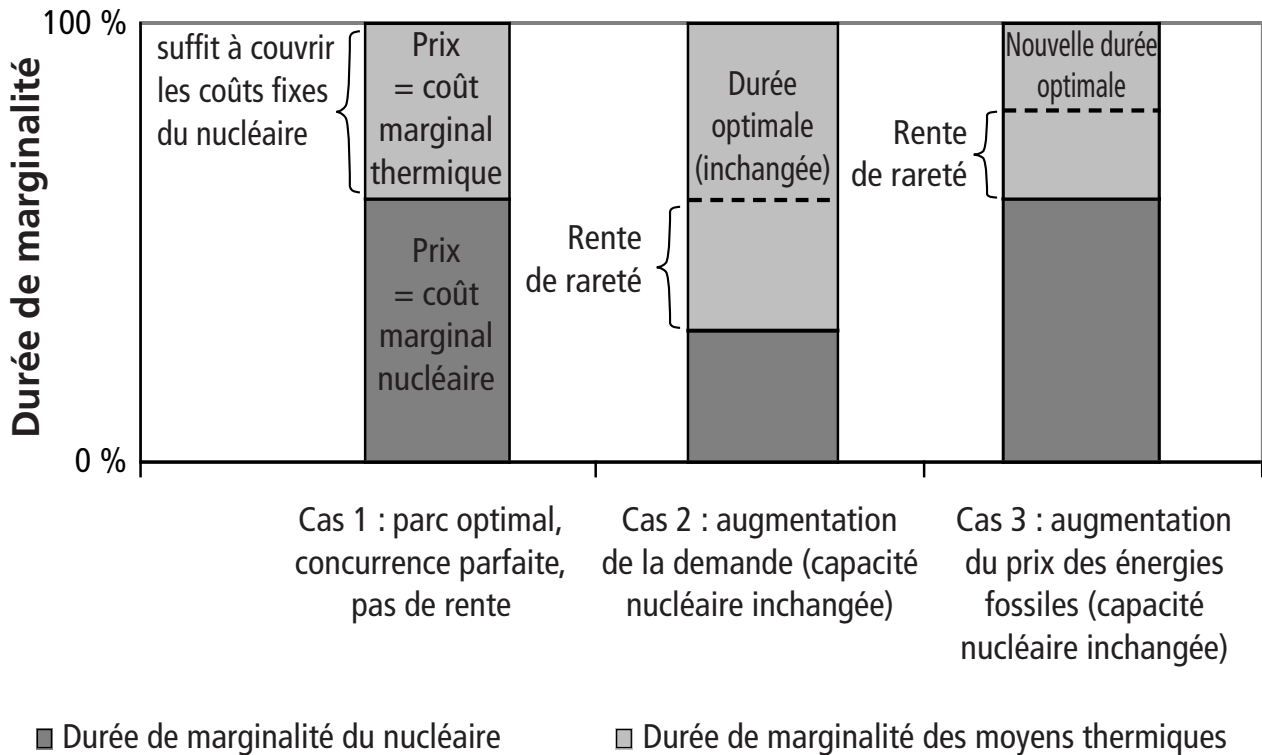 Durée de marginalité
100 %
0 %
suffit à couvrir
les coûts fixes
du nucléaire
Prix
= coût
marginal
thermique
Prix
= coût
marginal
nucléaire
Durée
optimale
(inchangée)
Rente
de rareté
Nouvelle durée
optimale
Rente
de rareté
Cas 1 : parc optimal,
concurrence parfaite,
pas de rente
Cas 2 : augmentation
de la demande (capacité
nucléaire inchangée)
Cas 3 : augmentation
du prix des énergies
fossiles (capacité
nucléaire inchangée)
Durée de marginalité du nucléaire
Durée de marginalité des moyens thermiques